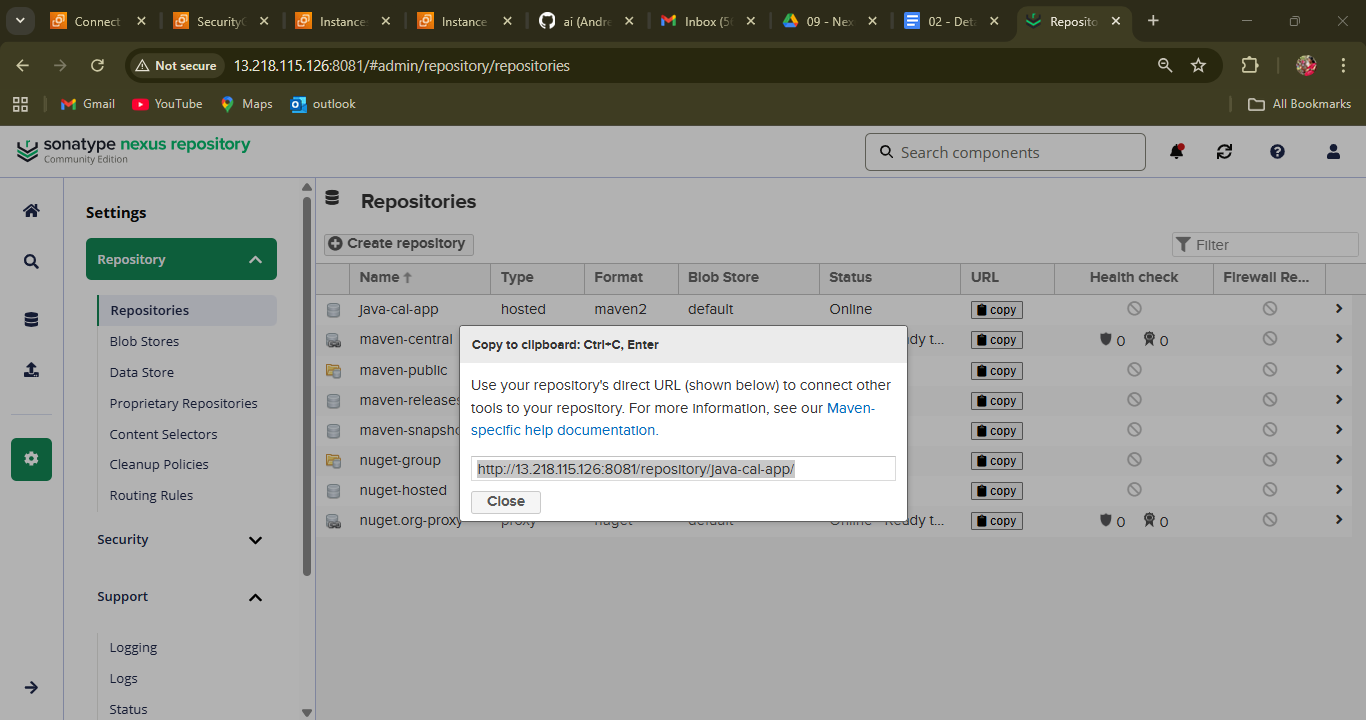 Connect
Security
Instance
Instance
ai (Andre
Inbox (5
09 - Nex
02 - Det
Reposito
Not secure
13.218.115.126:8081/#admin/repository/repositories
Gmail
YouTube
Maps
outlook
All Bookmarks
sonatype nexus repository
Community Edition
Search components
Settings
Repository
Repositories
Blob Stores
Data Store
Proprietary Repositories
Content Selectors
Cleanup Policies
Routing Rules
Security
Support
Logging
Logs
Status
Repositories
Create repository
Filter
Name Type Format Blob Store Status URL Health check Firewall Re...
java-cal-app hosted maven2 default Online copy
maven-central dy t... copy 0 0
maven-public copy
maven-releases copy
maven-snapsho copy
nuget-group copy
nuget-hosted copy
nuget.org-proxy proxy nuget default Online - Ready t... copy 0 0
Copy to clipboard: Ctrl+C, Enter
Use your repository's direct URL (shown below) to connect other
tools to your repository. For more information, see our Maven-
specific help documentation.
http://13.218.115.126:8081/repository/java-cal-app/
Close